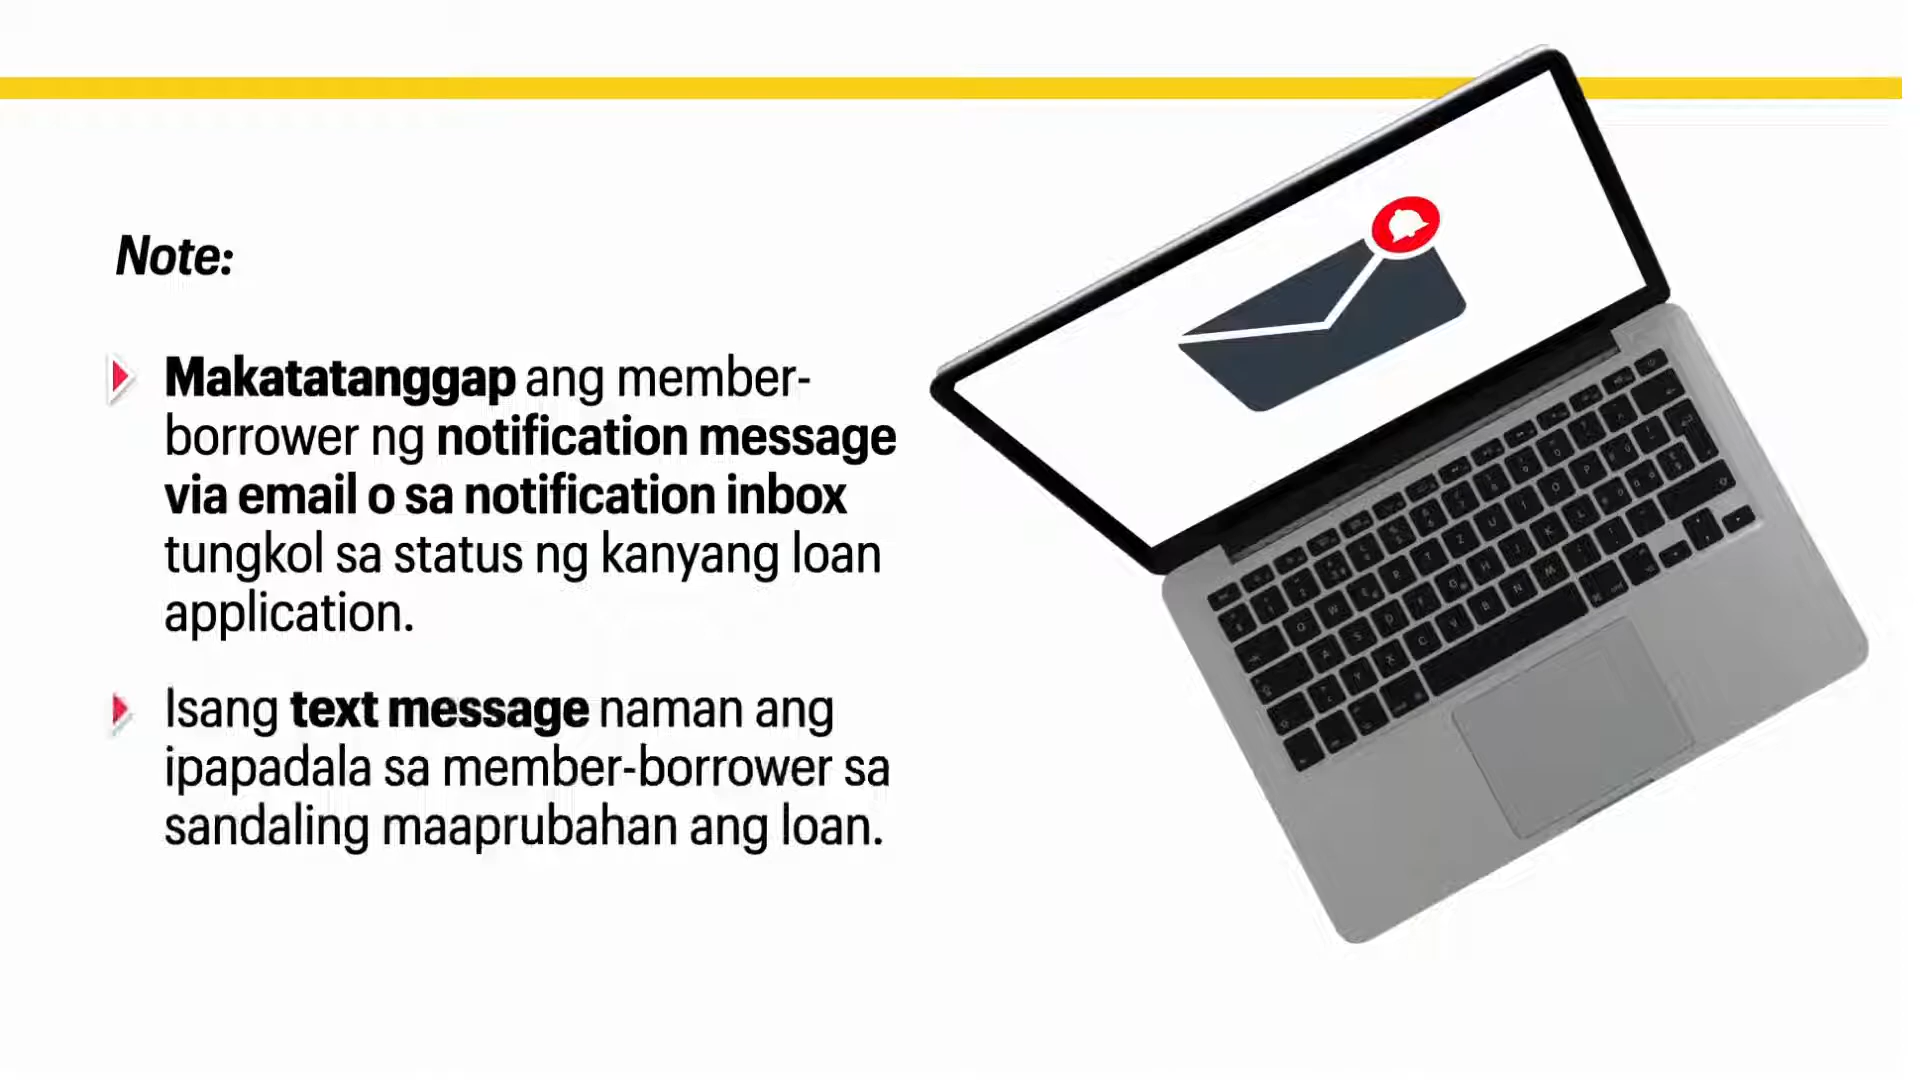 Note:
Makatatanggap ang member-
borrower ng notification message
via email o sa notification inbox
tungkol sa status ng kanyang loan
application.
Isang text message naman ang
ipapadala sa member-borrower sa
sandaling maaprubahan ang loan.